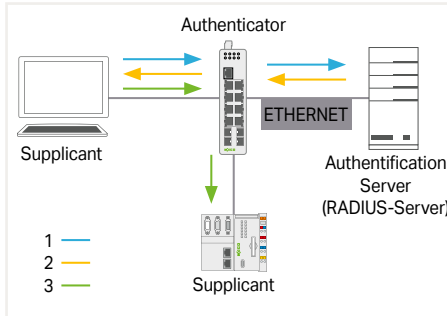 Authenticator
ETHERNET
Supplicant
Authentification
Server
(RADIUS-Server)
1
2
3
Supplicant